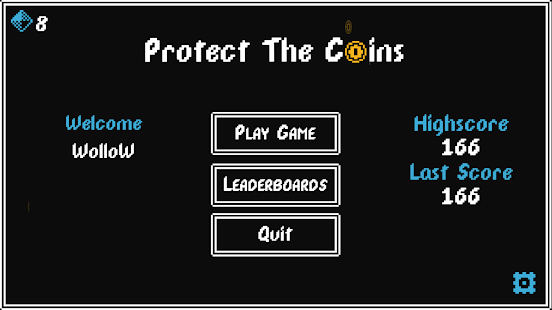 8
Protect The Coins
Welcome
WolloW
Play Game
Leaderboards
Quit
Highscore
166
Last Score
166